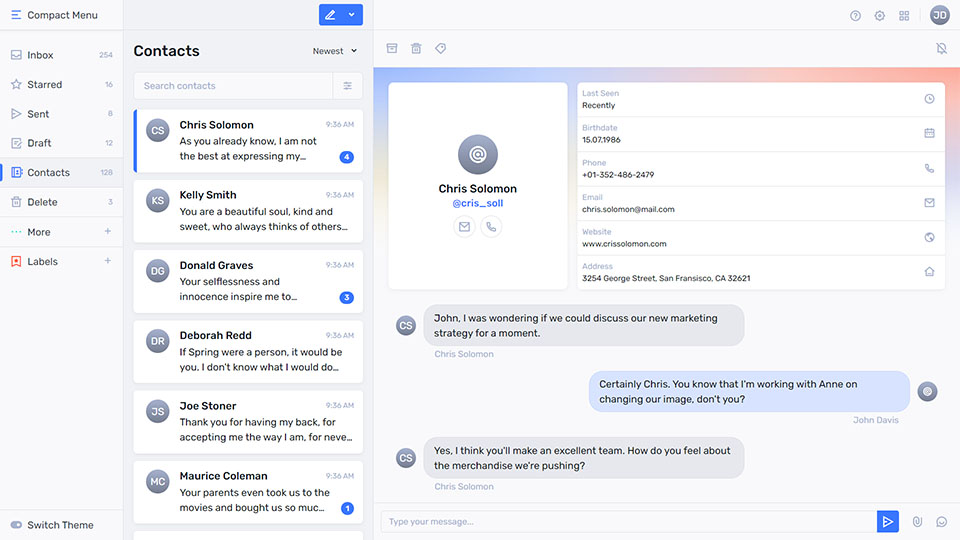 Compact Menu
JD
Inbox 254
Starred 16
Sent 8
Draft 12
Contacts 128
Delete 3
More +
Labels +
Switch Theme
Contacts
Newest
Search contacts
CS
Chris Solomon 9:36 AM
As you already know, I am not
the best at expressing my...
4
KS
Kelly Smith 9:36 AM
You are a beautiful soul, kind and
sweet, who always thinks of others...
DG
Donald Graves 9:36 AM
Your selflessness and
innocence inspire me to...
3
DR
Deborah Redd 9:36 AM
If Spring were a person, it would be
you. I don't know what I would do...
JS
Joe Stoner 9:36 AM
Thank you for having my back, for
accepting me the way I am, for neve...
MC
Maurice Coleman 9:36 AM
Your parents even took us to the
movies and bought us so muc...
1
Chris Solomon
@cris_soll
Last Seen
Recently
Birthdate
15.07.1986
Phone
+01-352-486-2479
Email
chris.solomon@mail.com
Website
www.crissolomon.com
Address
3254 George Street, San Fransisco, CA 32621
CS
John, I was wondering if we could discuss our new marketing
strategy for a moment.
Chris Solomon
Certainly Chris. You know that I'm working with Anne on
changing our image, don't you?
John Davis
CS
Yes, I think you'll make an excellent team. How do you feel about
the merchandise we're pushing?
Chris Solomon
Type your message...